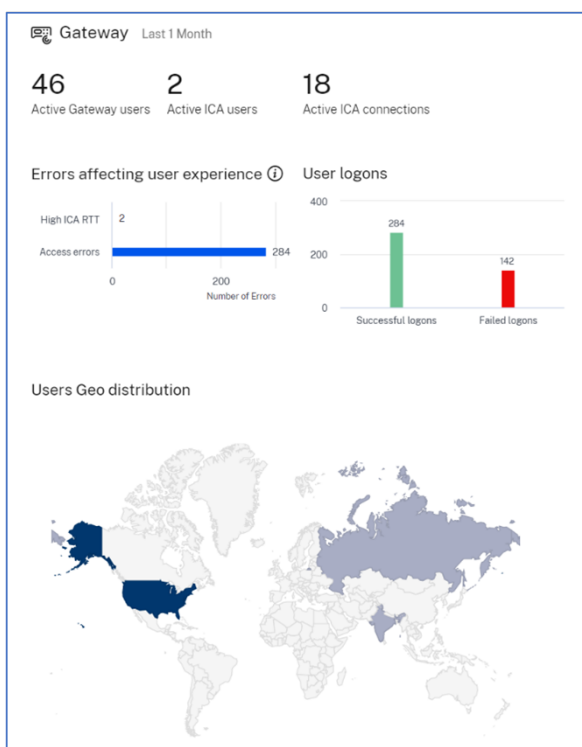 Gateway Last 1 Month
46 2 18
Active Gateway users Active ICA users Active ICA connections
Errors affecting user experience
High ICA RTT 2
Access errors 284
0 200
Number of Errors
User logons
400
284
200
142
0
Successful logons Failed logons
Users Geo distribution